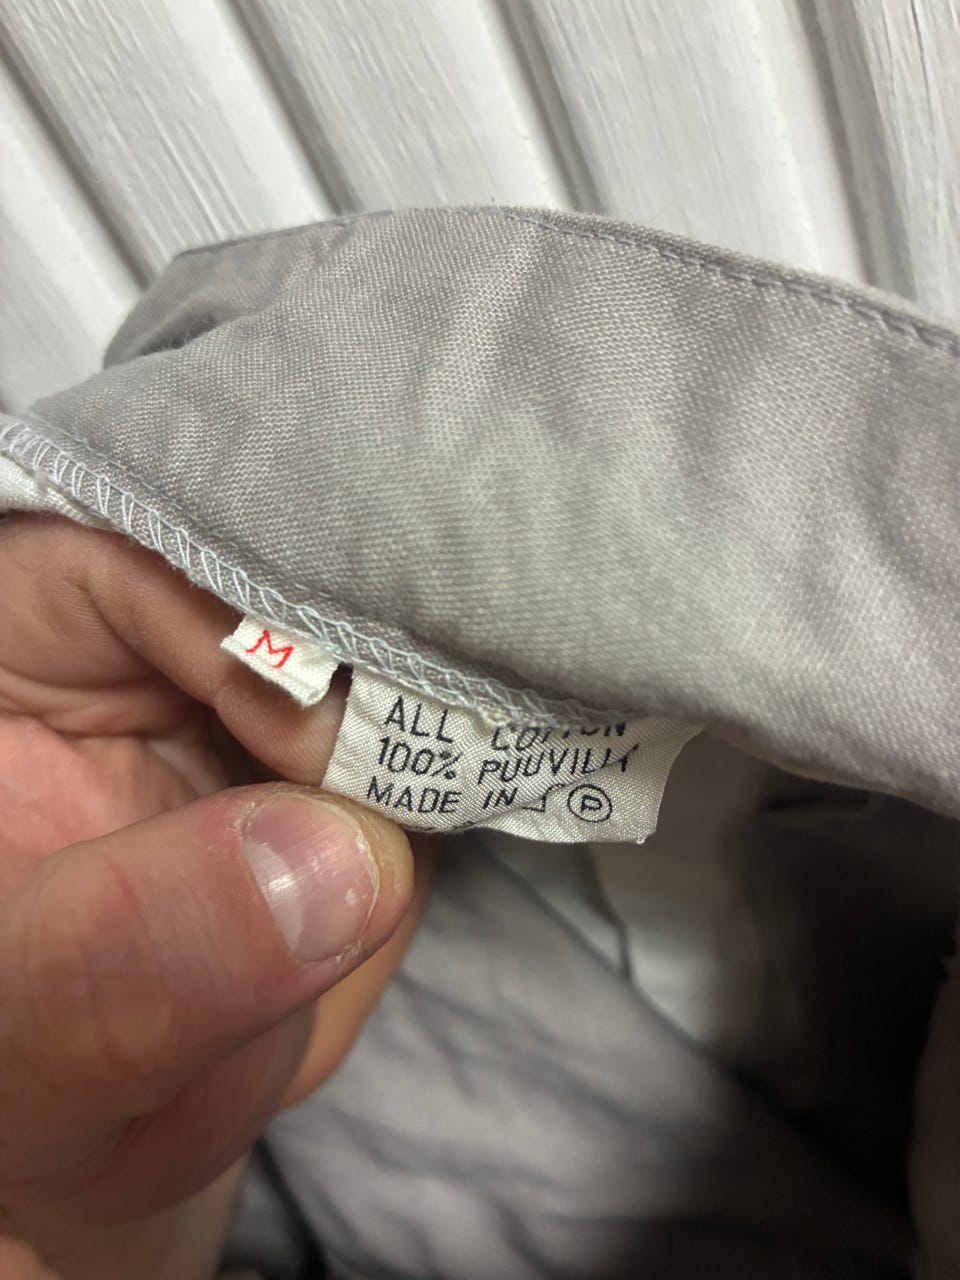 M
ALL COTTON
100% PUUVILLA
MADE IN
P